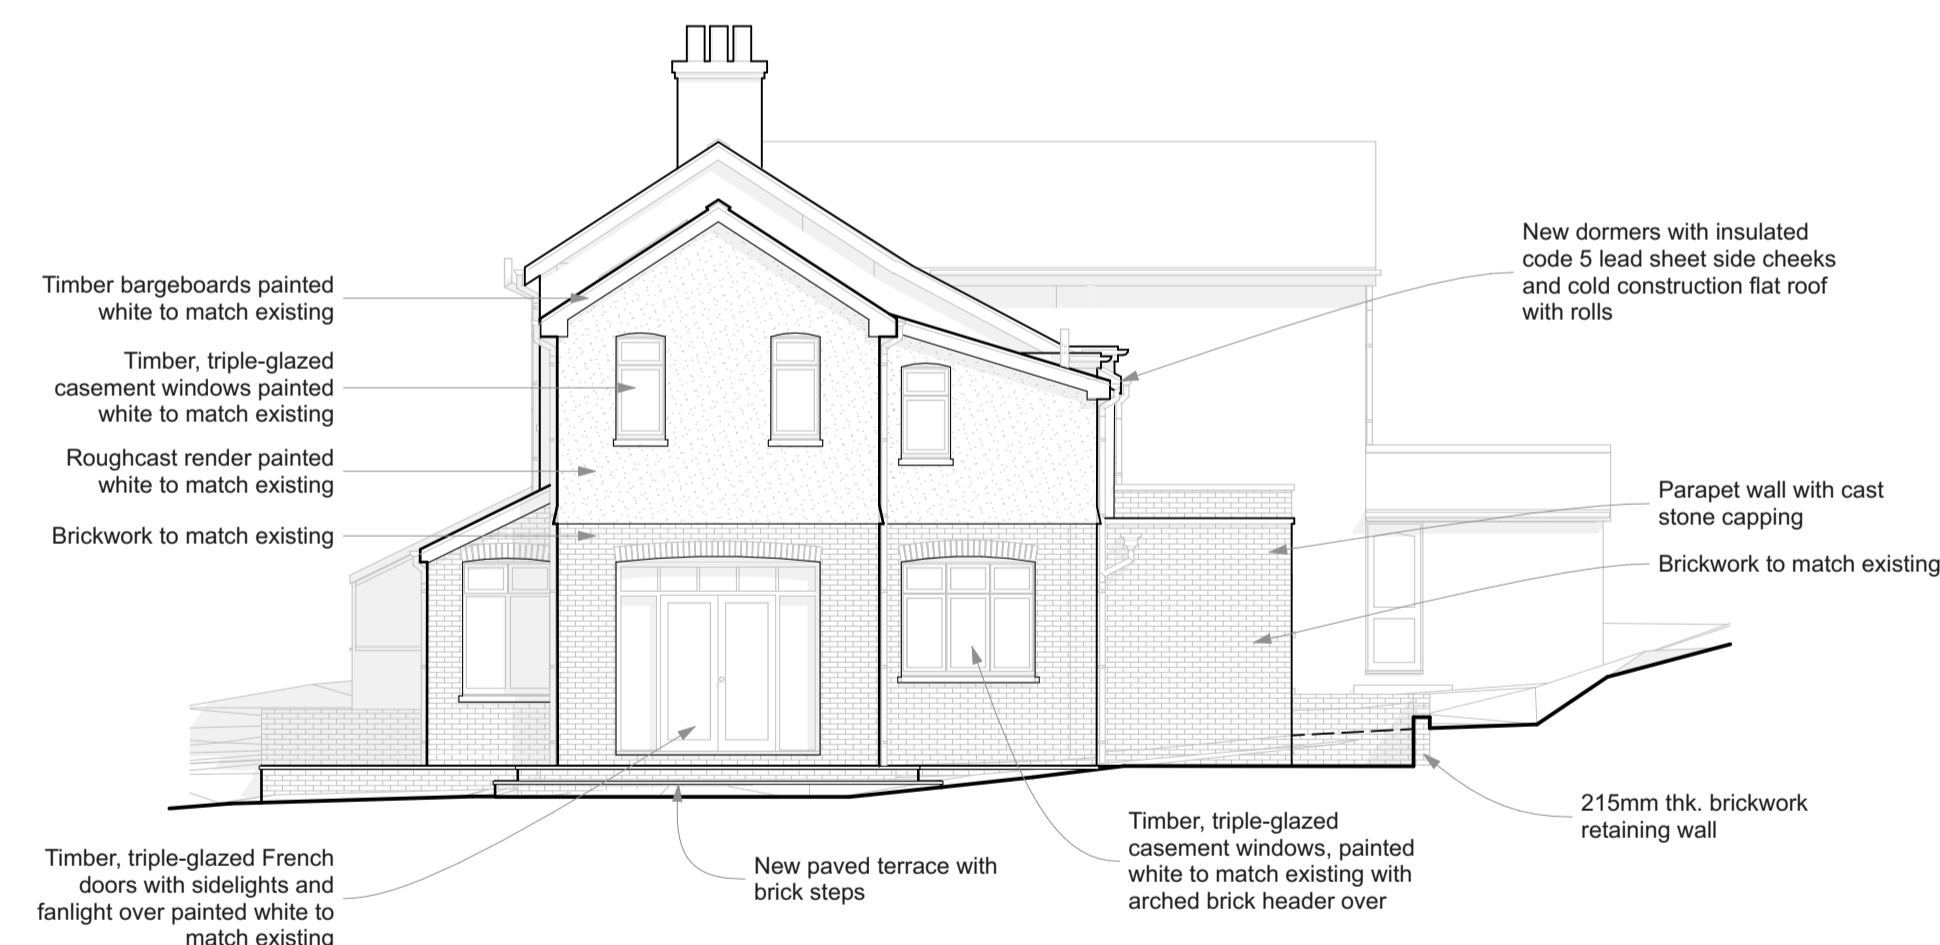 Timber bargeboards painted
white to match existing
Timber, triple-glazed
casement windows painted
white to match existing
Roughcast render painted
white to match existing
Brickwork to match existing
Timber, triple-glazed French
doors with sidelights and
fanlight over painted white to
match existing
New paved terrace with
brick steps
Timber, triple-glazed
casement windows, painted
white to match existing with
arched brick header over
New dormers with insulated
code 5 lead sheet side cheeks
and cold construction flat roof
with rolls
Parapet wall with cast
stone capping
Brickwork to match existing
215mm thk. brickwork
retaining wall